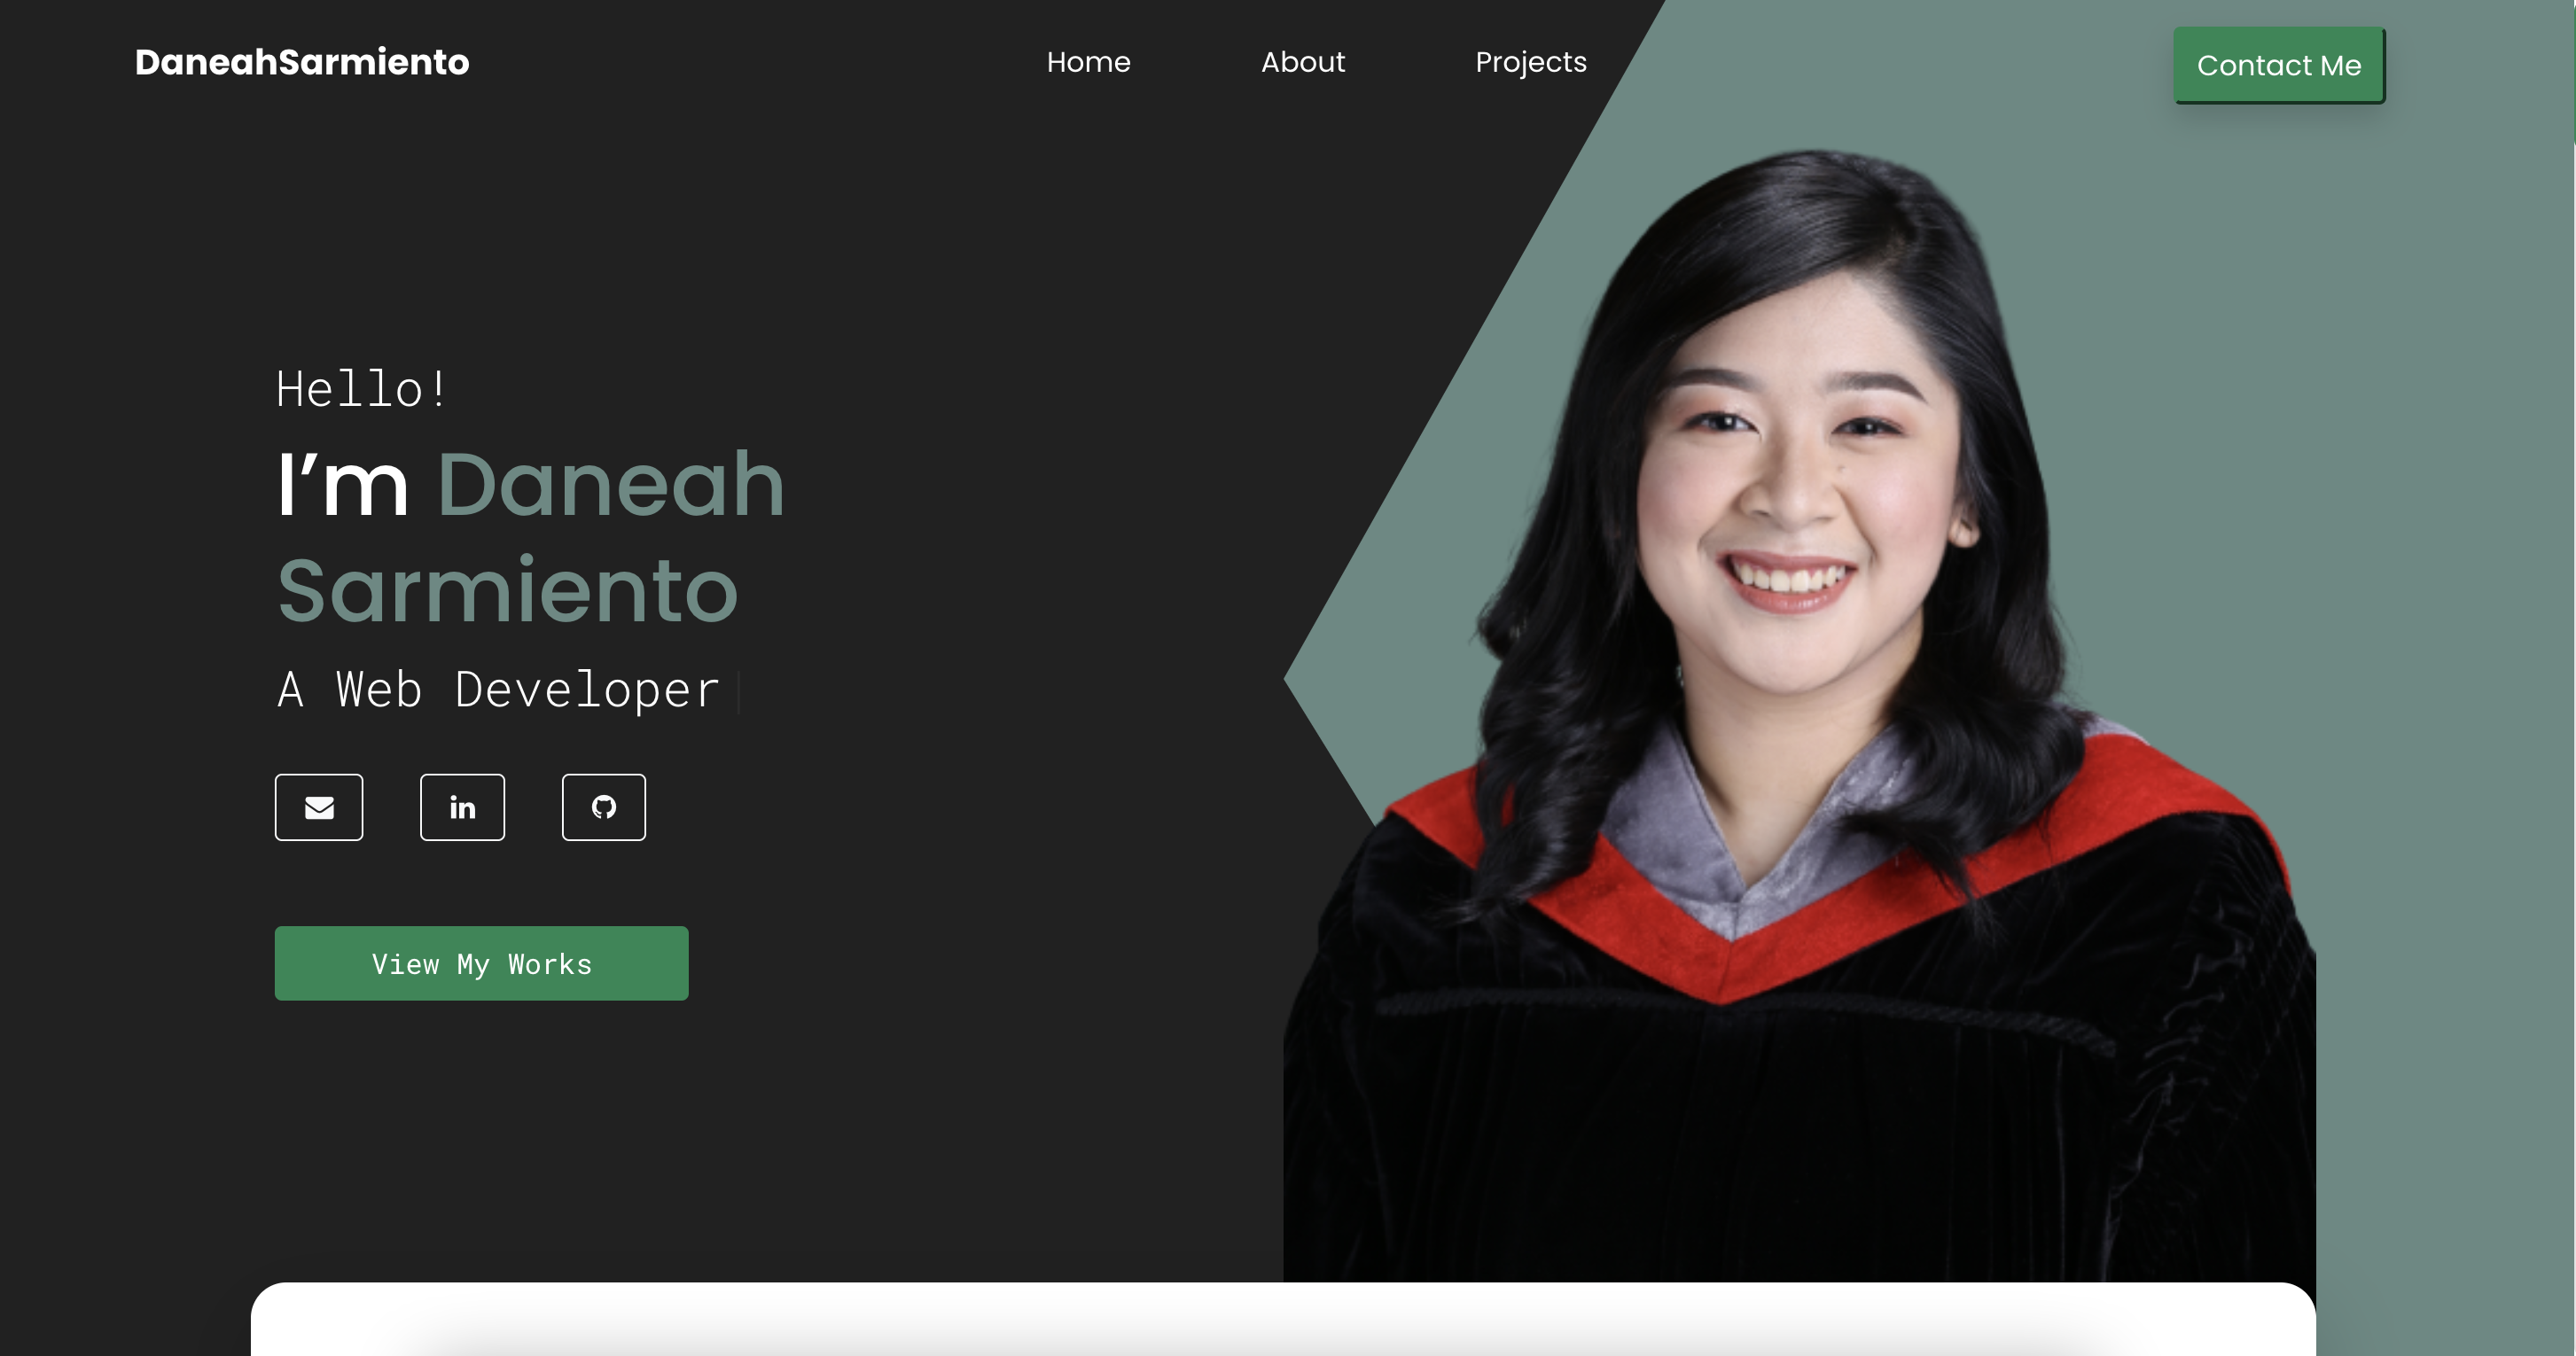 DaneahSarmiento
Home
About
Projects
Contact Me
Hello!
I’m Daneah
Sarmiento
A Web Developer
in
View My Works